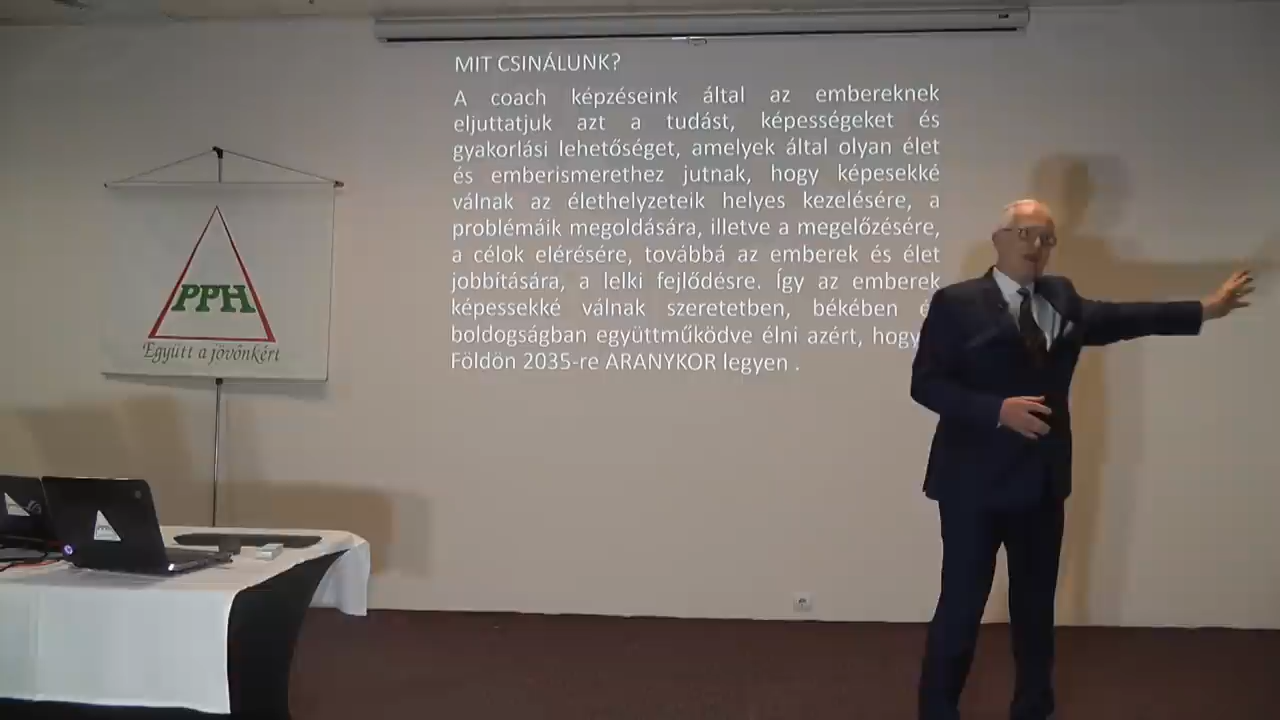 MIT CSINÁLUNK?
A coach képzéseink által az embereknek
eljuttatjuk azt a tudást, képességeket és
gyakorlási lehetőséget, amelyek által olyan élet
és emberismerethez jutnak, hogy képesekké
válnak az élethelyzeteik helyes kezelésére, a
problémáik megoldására, illetve a megelőzésére,
a célok elérésére, továbbá az emberek és élet
jobbítására, a lelki fejlődésre. Így az emberek
képessekké válnak szeretetben, békében
boldogságban együttműködve élni azért, hogy
Földön 2035-re ARANYKOR legyen .
PPH
Együtt a jövőnkért